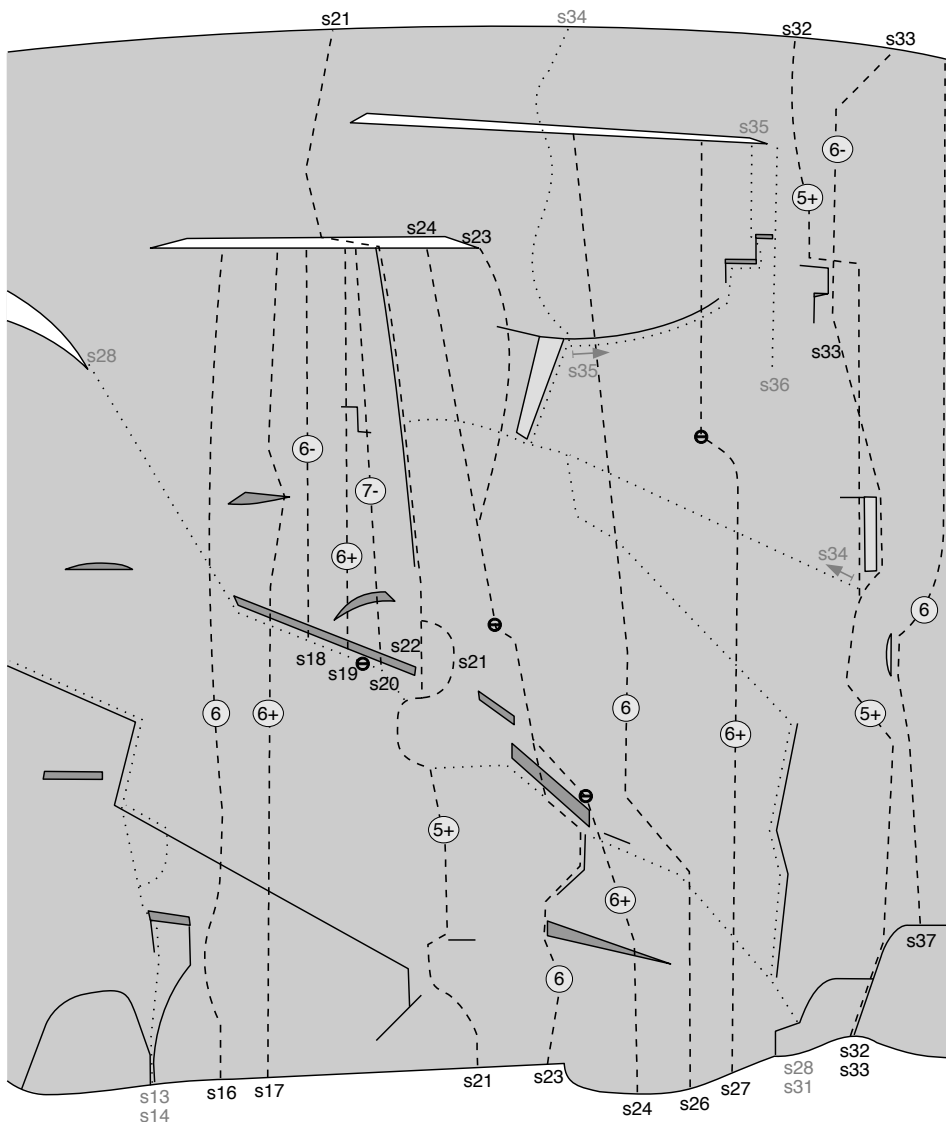 s21
s34
s32
s33
s35
6-
5+
s24
s23
s28
s33
s35
s36
6-
7-
6+
s34
6
s22
s18
s21
s19
s20
6
6+
6
5+
6+
5+
6+
s37
6
s13
s14
s16
s17
s21
s23
s24
s26
s27
s28
s31
s32
s33